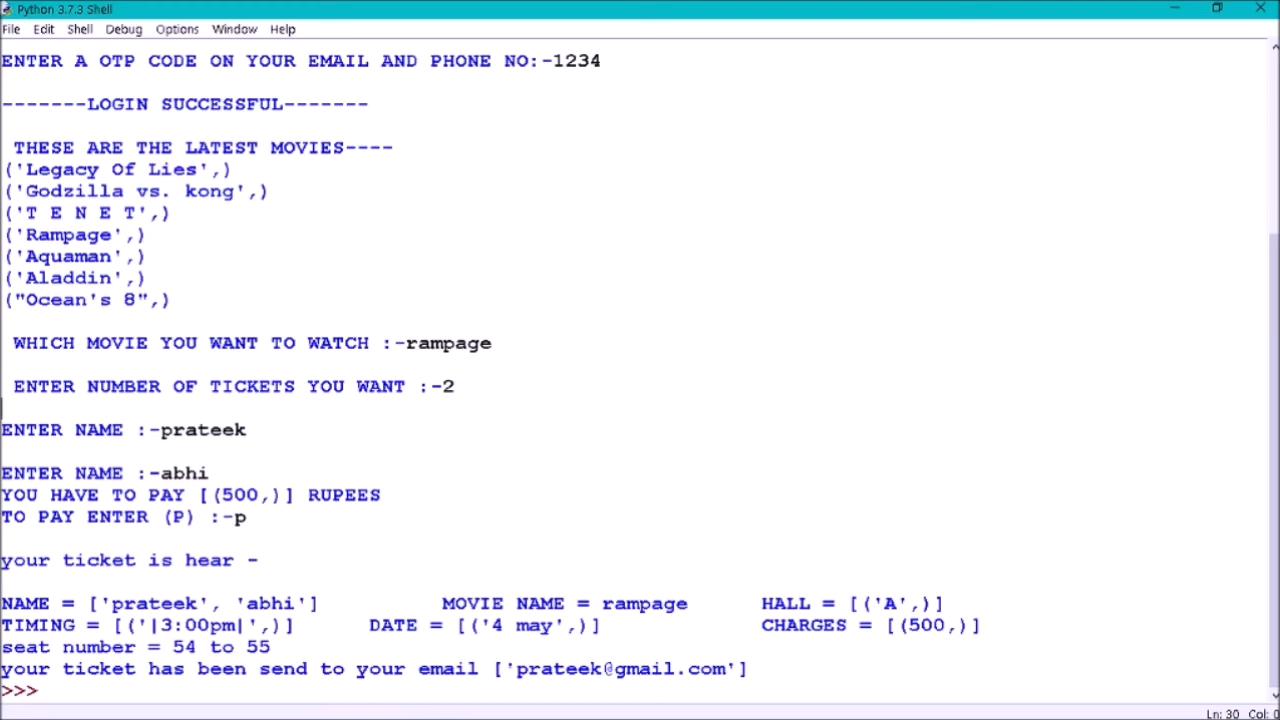 Python 3.7.3 Shell
File Edit Shell Debug Options Window Help
ENTER A OTP CODE ON YOUR EMAIL AND PHONE NO:-1234
-------LOGIN SUCCESSFUL-------
THESE ARE THE LATEST MOVIES----
('Legacy Of Lies',)
('Godzilla vs. kong',)
('T E N E T',)
('Rampage',)
('Aquaman',)
('Aladdin',)
("Ocean's 8",)
WHICH MOVIE YOU WANT TO WATCH :-rampage
ENTER NUMBER OF TICKETS YOU WANT :-2
ENTER NAME :-prateek
ENTER NAME :-abhi
YOU HAVE TO PAY [(500,)] RUPEES
TO PAY ENTER (P) :-p
your ticket is hear -
NAME = ['prateek', 'abhi'] MOVIE NAME = rampage HALL = [('A',)]
TIMING = [('|3:00pm|',)] DATE = [('4 may',)] CHARGES = [(500,)]
seat number = 54 to 55
your ticket has been send to your email ['prateek@gmail.com']
>>>
Ln: 30 Col: 0